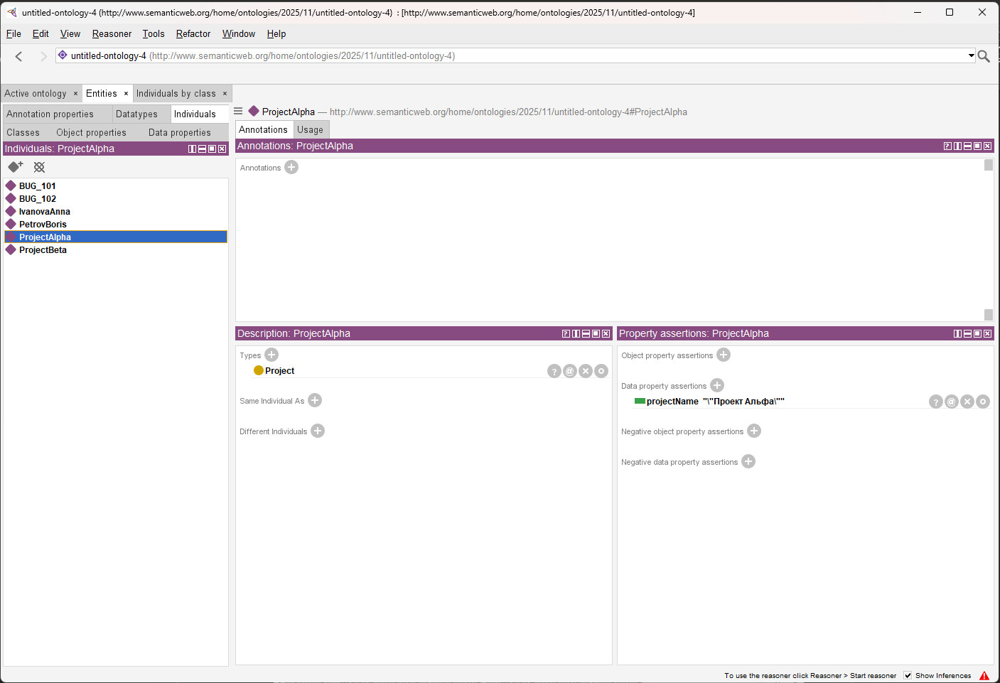 untitled-ontology-4 (http://www.semanticweb.org/home/ontologies/2025/11/untitled-ontology-4) : [http://www.semanticweb.org/home/ontologies/2025/11/untitled-ontology-4]
File Edit View Reasoner Tools Refactor Window Help
untitled-ontology-4 (http://www.semanticweb.org/home/ontologies/2025/11/untitled-ontology-4)
Active ontology × Entities × Individuals by class ×
Annotation properties Datatypes Individuals
Classes Object properties Data properties
Individuals: ProjectAlpha
BUG_101
BUG_102
IvanovaAnna
PetrovBoris
ProjectAlpha
ProjectBeta
ProjectAlpha — http://www.semanticweb.org/home/ontologies/2025/11/untitled-ontology-4#ProjectAlpha
Annotations Usage
Annotations: ProjectAlpha
Annotations
Description: ProjectAlpha
Types
Project
Same Individual As
Different Individuals
Property assertions: ProjectAlpha
Object property assertions
Data property assertions
projectName "\"Проект Альфа\""
Negative object property assertions
Negative data property assertions
To use the reasoner click Reasoner > Start reasoner Show Inferences